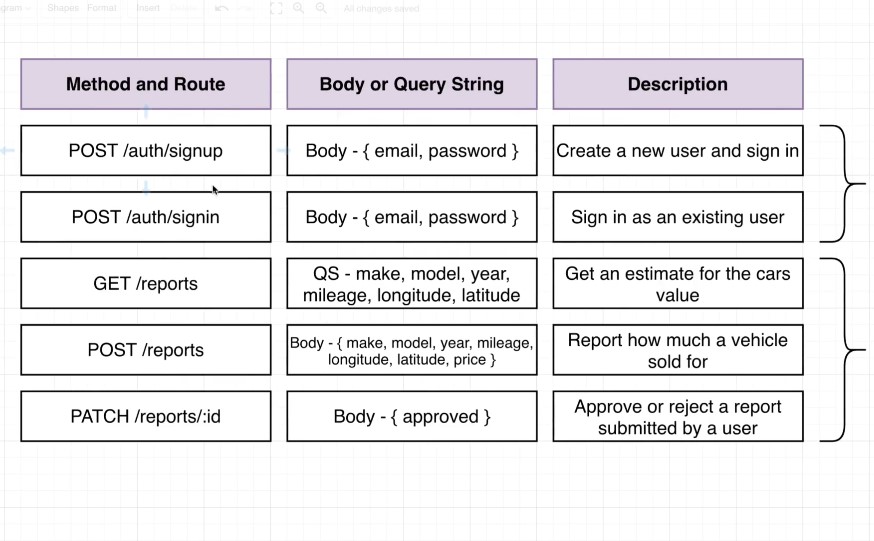 gram
Shapes Format Insert All changes saved
Method and Route
Body or Query String
Description
POST /auth/signup
Body - { email, password }
Create a new user and sign in
POST /auth/signin
Body - { email, password }
Sign in as an existing user
GET /reports
QS - make, model, year,
mileage, longitude, latitude
Get an estimate for the cars
value
POST /reports
Body - { make, model, year, mileage,
longitude, latitude, price }
Report how much a vehicle
sold for
PATCH /reports/:id
Body - { approved }
Approve or reject a report
submitted by a user